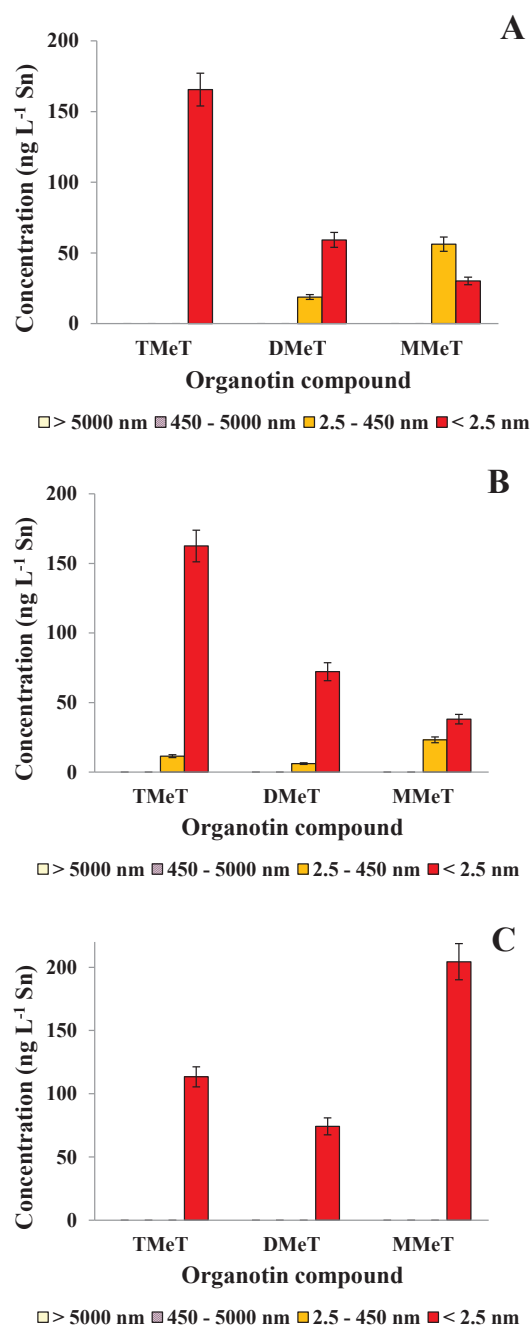 A
Concentration (ng L⁻¹ Sn)
200
150
100
50
0
TMeT DMeT MMeT
Organotin compound
> 5000 nm 450 - 5000 nm 2.5 - 450 nm < 2.5 nm
B
Concentration (ng L⁻¹ Sn)
200
150
100
50
0
TMeT DMeT MMeT
Organotin compound
> 5000 nm 450 - 5000 nm 2.5 - 450 nm < 2.5 nm
C
Concentration (ng L⁻¹ Sn)
200
150
100
50
0
TMeT DMeT MMeT
Organotin compound
> 5000 nm 450 - 5000 nm 2.5 - 450 nm < 2.5 nm